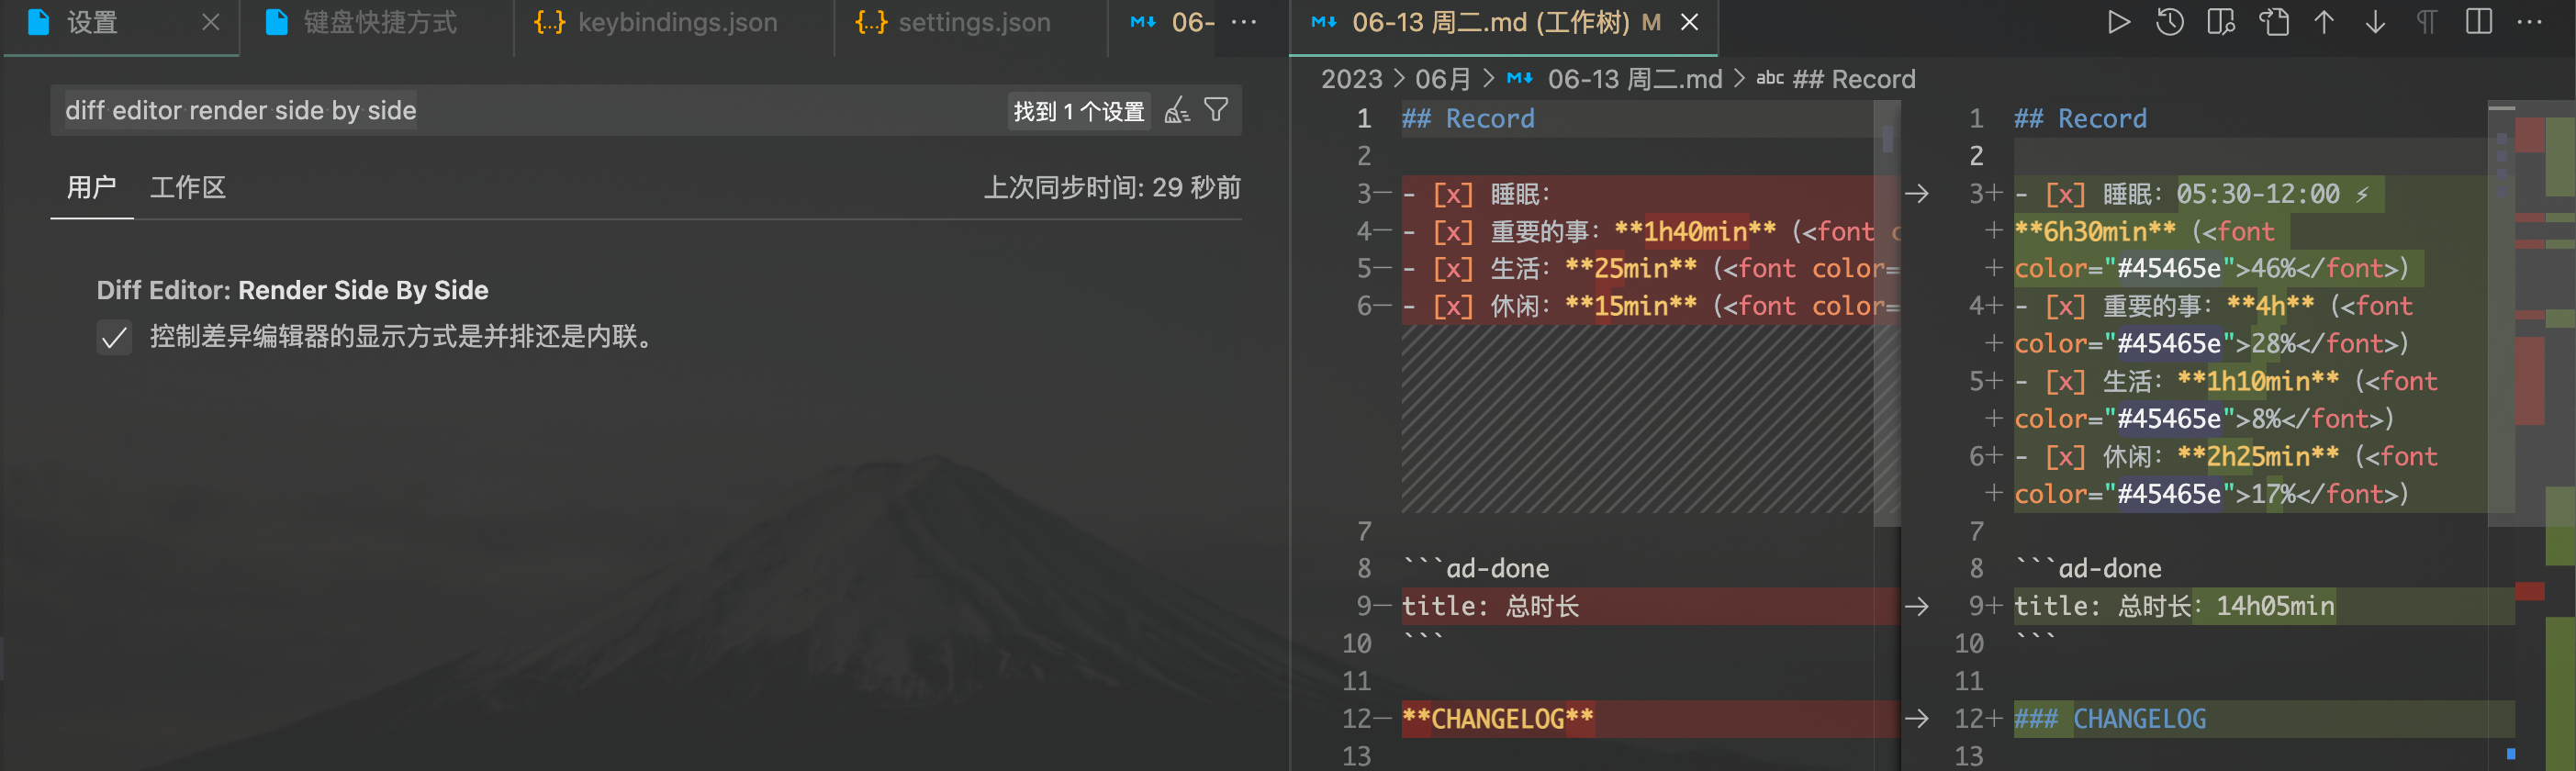 设置
键盘快捷方式
{..} keybindings.json
{..} settings.json
M↓ 06- ···
M↓ 06-13 周二.md (工作树) M
diff editor render side by side
找到 1 个设置
用户
工作区
上次同步时间: 29 秒前
Diff Editor: Render Side By Side
控制差异编辑器的显示方式是并排还是内联。
2023 > 06月 > M↓ 06-13 周二.md > abc ## Record
1 ## Record
2
3— - [x] 睡眠:
4— - [x] 重要的事: **1h40min** (<font c
5— - [x] 生活: **25min** (<font color=
6— - [x] 休闲: **15min** (<font color=
7
8 ```ad-done
9— title: 总时长
10 ```
11
12— **CHANGELOG**
13
1 ## Record
2
3+ - [x] 睡眠: 05:30-12:00 ⚡
+ **6h30min** (<font
+ color="#45465e">46%</font>)
4+ - [x] 重要的事: **4h** (<font
+ color="#45465e">28%</font>)
5+ - [x] 生活: **1h10min** (<font
+ color="#45465e">8%</font>)
6+ - [x] 休闲: **2h25min** (<font
+ color="#45465e">17%</font>)
7
8 ```ad-done
9+ title: 总时长: 14h05min
10 ```
11
12+ ### CHANGELOG
13